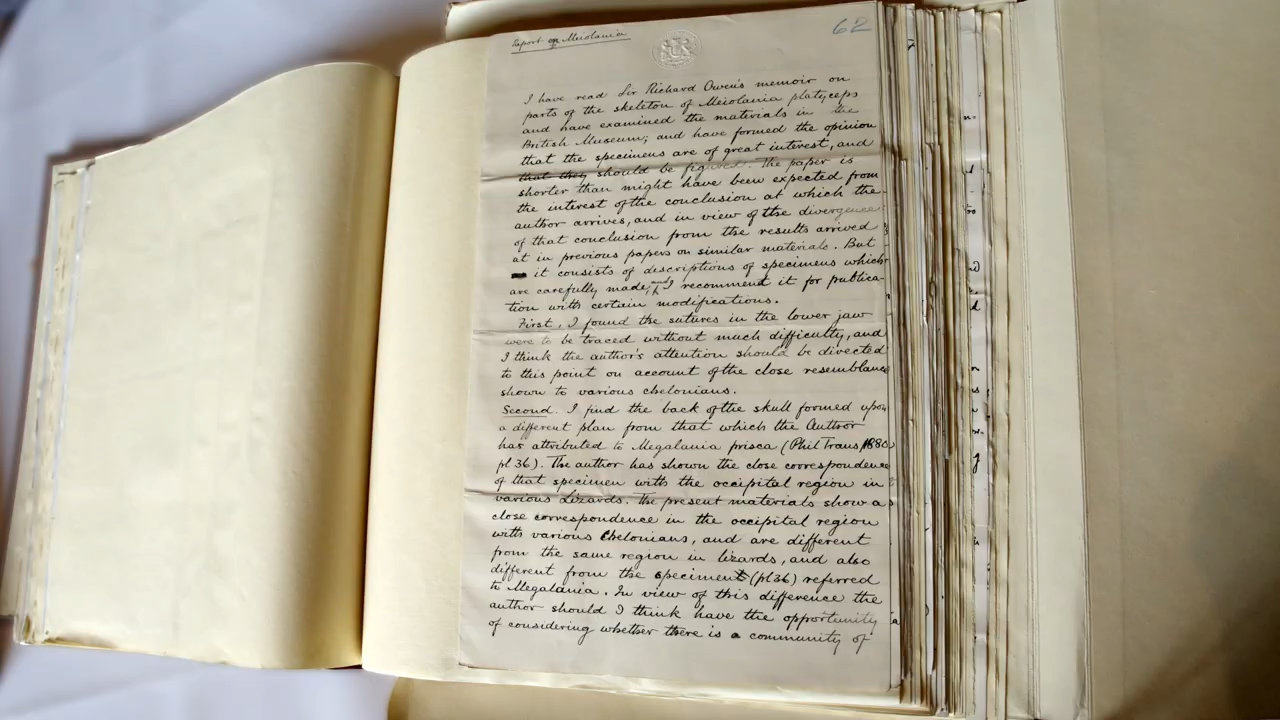 62
Report on Meiolania
I have read Sir Richard Owen's memoir on
parts of the skeleton of Meiolania platyceps
and have examined the materials in the
British Museum; and have formed the opinion
that the specimens are of great interest, and
that they should be figured. The paper is
shorter than might have been expected from
the interest of the conclusion at which the
author arrives, and in view of the divergence
of that conclusion from the results arrived
at in previous papers on similar materials. But
it consists of descriptions of specimens which
are carefully made, and I recommend it for publica-
tion with certain modifications.
First, I found the sutures in the lower jaw
were to be traced without much difficulty, and
I think the author's attention should be directed
to this point on account of the close resemblance
shown to various chelonians.
Second. I find the back of the skull formed upon
a different plan from that which the Author
has attributed to Megalania prisca (Phil Trans 1880
pl 36). The author has shown the close correspondence
of that specimen with the occipital region in
various Lizards. The present materials show a
close correspondence in the occipital region
with various Chelonians, and are different
from the same region in lizards, and also
different from the specimen (pl 36) referred
to Megalania. In view of this difference the
author should I think have the opportunity
of considering whether there is a community of